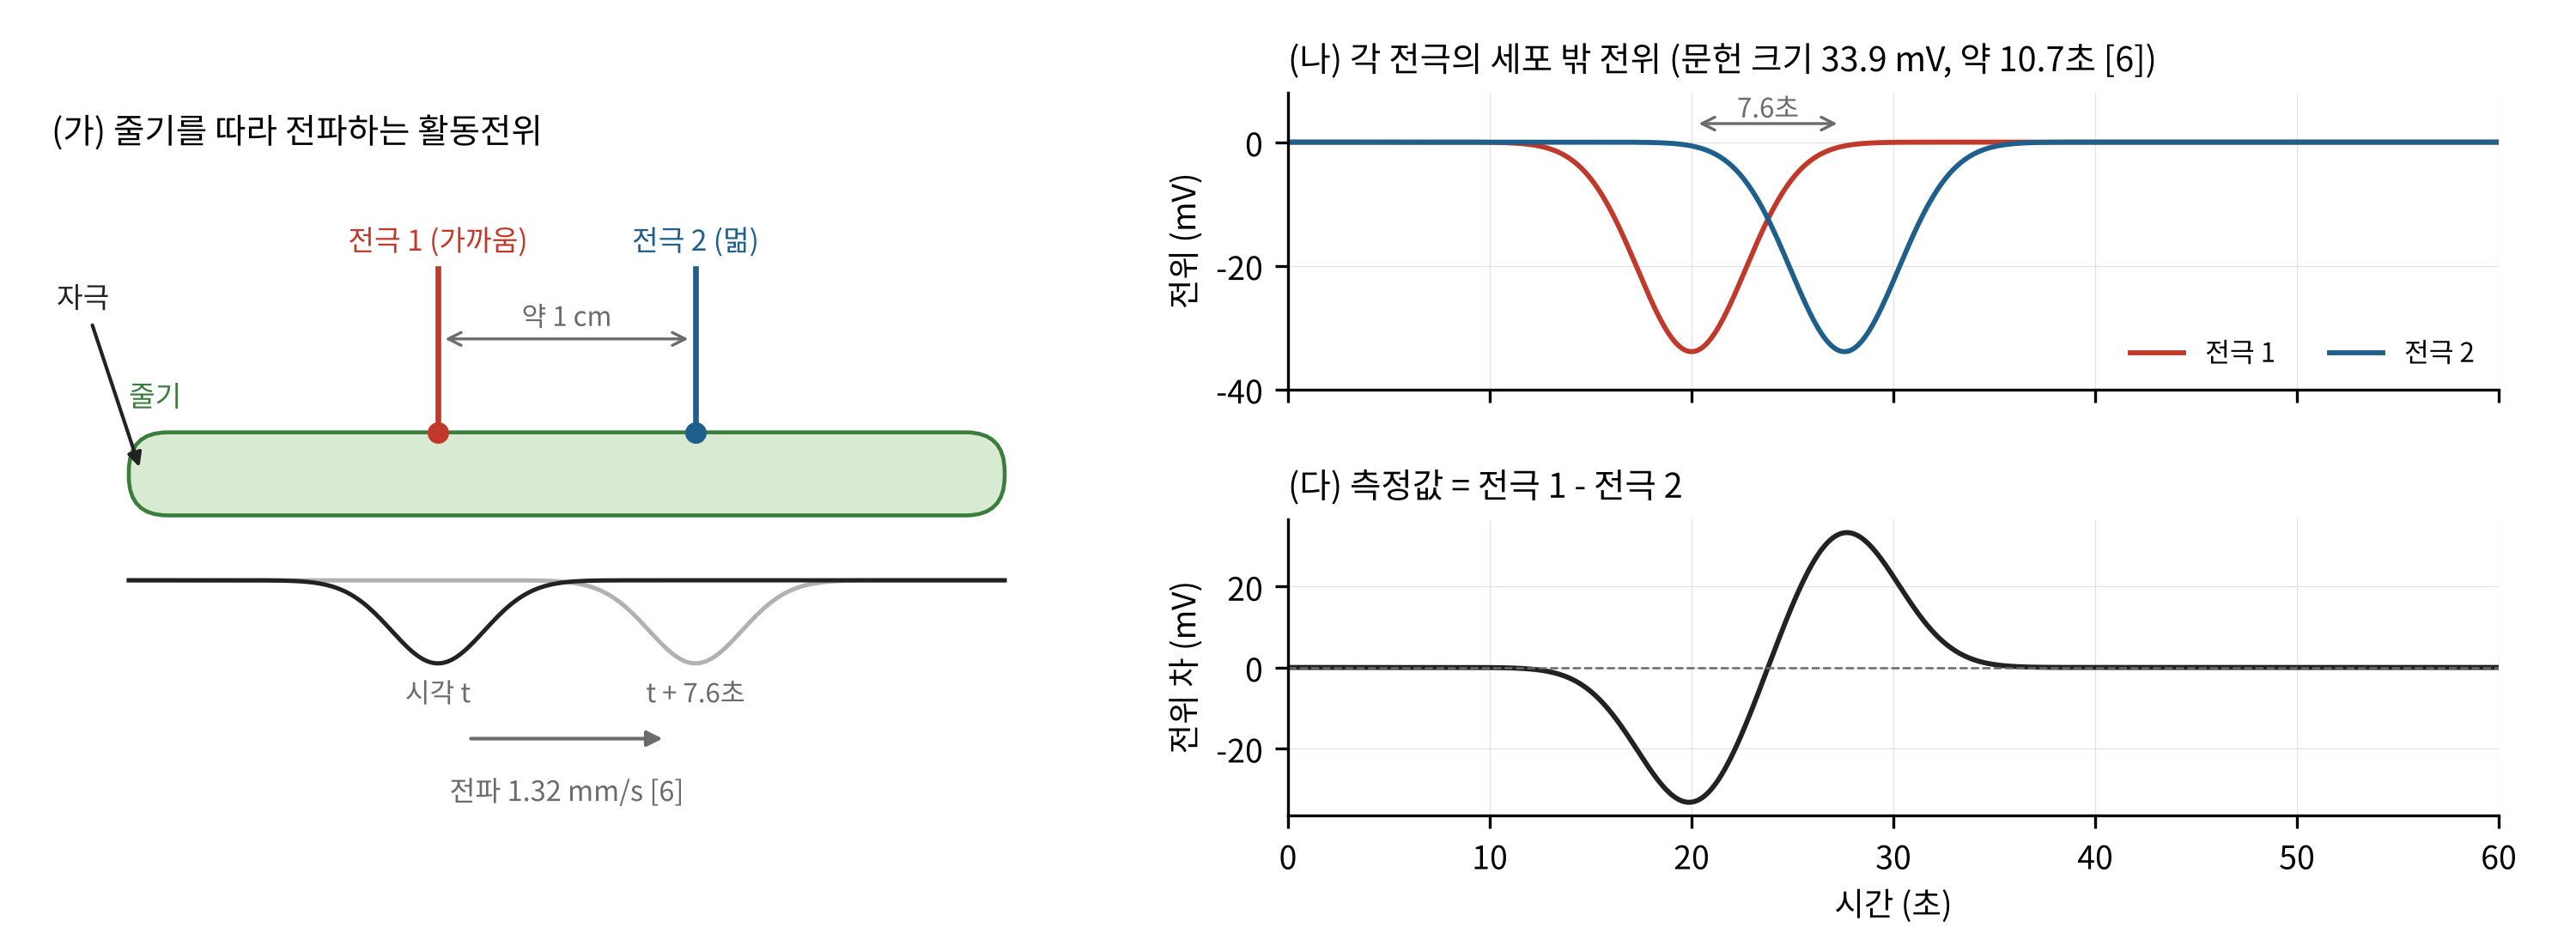 (가) 줄기를 따라 전파하는 활동전위
전극 1 (가까움)
전극 2 (멂)
자극
약 1 cm
줄기
시각 t
t + 7.6초
전파 1.32 mm/s [6]
(나) 각 전극의 세포 밖 전위 (문헌 크기 33.9 mV, 약 10.7초 [6])
7.6초
전위 (mV)
0
-20
-40
전극 1
전극 2
(다) 측정값 = 전극 1 - 전극 2
전위 차 (mV)
20
0
-20
0 10 20 30 40 50 60
시간 (초)